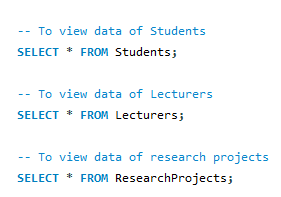 -- To view data of Students
SELECT * FROM Students;
-- To view data of Lecturers
SELECT * FROM Lecturers;
-- To view data of research projects
SELECT * FROM ResearchProjects;